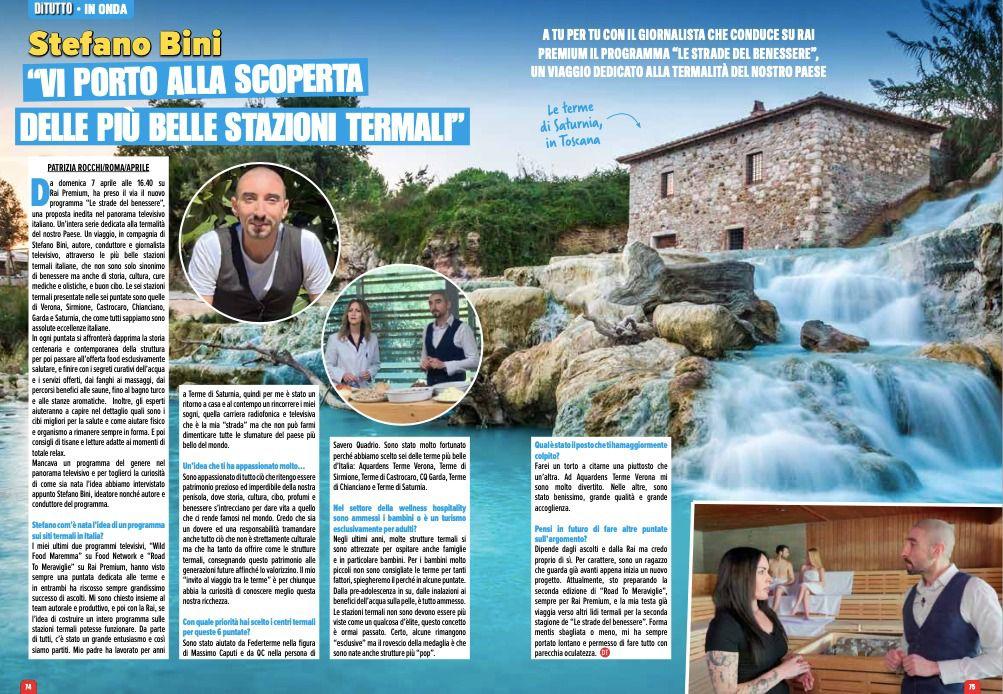 DITUTTO • IN ONDA
Stefano Bini
"VI PORTO ALLA SCOPERTA
DELLE PIÙ BELLE STAZIONI TERMALI"
A TU PER TU CON IL GIORNALISTA CHE CONDUCE SU RAI
PREMIUM IL PROGRAMMA "LE STRADE DEL BENESSERE",
UN VIAGGIO DEDICATO ALLA TERMALITÀ DEL NOSTRO PAESE
Le terme
di Saturnia,
in Toscana
PATRIZIA ROCCHI/ROMA/APRILE
Da domenica 7 aprile alle 16.40 su
Rai Premium, ha preso il via il nuovo
programma "Le strade del benessere",
una proposta inedita nel panorama televisivo
italiano. Un'intera serie dedicata alla termalità
del nostro Paese. Un viaggio, in compagnia di
Stefano Bini, autore, conduttore e giornalista
televisivo, attraverso le più belle stazioni
termali italiane, che non sono solo sinonimo
di benessere ma anche di storia, cultura, cure
mediche e olistiche, e buon cibo. Le sei stazioni
termali presentate nelle sei puntate sono quelle
di Verona, Sirmione, Castrocaro, Chianciano,
Garda e Saturnia, che come tutti sappiamo sono
assolute eccellenze italiane.
In ogni puntata si affronterà dapprima la storia
centenaria e contemporanea della struttura
per poi passare all'offerta food esclusivamente
salutare, e finire con i segreti curativi dell'acqua
e i servizi offerti, dai fanghi ai massaggi, dai
percorsi benefici alle saune, fino al bagno turco
e alle stanze aromatiche. Inoltre, gli esperti
aiuteranno a capire nel dettaglio quali sono i
cibi migliori per la salute e come aiutare fisico
e organismo a rimanere sempre in forma. E poi
consigli di tisane e letture adatte ai momenti di
totale relax.
Mancava un programma del genere nel
panorama televisivo e per toglierci la curiosità
di come sia nata l'idea abbiamo intervistato
appunto Stefano Bini, ideatore nonché autore e
conduttore del programma.
Stefano com'è nata l'idea di un programma
sui siti termali in Italia?
I miei ultimi due programmi televisivi, "Wild
Food Maremma" su Food Network e "Road
To Meraviglie" su Rai Premium, hanno visto
sempre una puntata dedicata alle terme e
in entrambi ha riscosso sempre grandissimo
successo di ascolti. Mi sono chiesto insieme al
team autorale e produttivo, e poi con la Rai, se
l'idea di costruire un intero programma sulle
stazioni termali potesse funzionare. Da parte
di tutti, c'è stato un grande entusiasmo e così
siamo partiti. Mio padre ha lavorato per anni
a Terme di Saturnia, quindi per me è stato un
ritorno a casa e al contempo un rincorrere i miei
sogni, quella carriera radiofonica e televisiva
che è la mia "strada" ma che non può farmi
dimenticare tutte le sfumature del paese più
bello del mondo.
Un'idea che ti ha appassionato molto...
Sono appassionato di tutto ciò che ritengo essere
patrimonio prezioso ed imperdibile della nostra
penisola, dove storia, cultura, cibo, profumi e
benessere s'intrecciano per dare vita a quello
che ci rende famosi nel mondo. Credo che sia
un dovere ed una responsabilità tramandare
anche tutto ciò che non è strettamente culturale
ma che ha tanto da offrire come le strutture
termali, consegnando questo patrimonio alle
generazioni future affinché lo valorizzino. Il mio
"invito al viaggio tra le terme" è per chiunque
abbia la curiosità di conoscere meglio questa
nostra ricchezza.
Con quale priorità hai scelto i centri termali
per queste 6 puntate?
Sono stato aiutato da Federterme nella figura
di Massimo Caputi e da QC nella persona di
Savero Quadrio. Sono stato molto fortunato
perché abbiamo scelto sei delle terme più belle
d'Italia: Aquardens Terme Verona, Terme di
Sirmione, Terme di Castrocaro, CQ Garda, Terme
di Chianciano e Terme di Saturnia.
Nel settore della wellness hospitality
sono ammessi i bambini o è un turismo
esclusivamente per adulti?
Negli ultimi anni, molte strutture termali si
sono attrezzate per ospitare anche famiglie
e in particolare bambini. Per i bambini molto
piccoli non sono consigliate le terme per tanti
fattori, spiegheremo il perché in alcune puntate.
Dalla pre-adolescenza in su, dalle inalazioni ai
benefici dell'acqua sulla pelle, è tutto ammesso.
Le stazioni termali non sono devono essere più
viste come un qualcosa d'élite, questo concetto
è ormai passato. Certo, alcune rimangono
"esclusive" ma il rovescio della medaglia è che
sono nate anche strutture più "pop".
Qual è stato il posto che ti ha maggiormente
colpito?
Farei un torto a citarne una piuttosto che
un'altra. Ad Aquardens Terme Verona mi
sono molto divertito. Nelle altre, sono
stato benissimo, grande qualità e grande
accoglienza.
Pensi in futuro di fare altre puntate
sull'argomento?
Dipende dagli ascolti e dalla Rai ma credo
proprio di sì. Per carattere, sono un ragazzo
che guarda già avanti appena inizia un nuovo
progetto. Attualmente, sto preparando la
seconda edizione di "Road To Meraviglie",
sempre per Rai Premium, e la mia testa già
viaggia verso altri lidi termali per la seconda
stagione de "Le strade del benessere". Forma
mentis sbagliata o meno, mi ha sempre
portato lontano e permesso di fare tutto con
parecchia oculatezza. DT
74
75